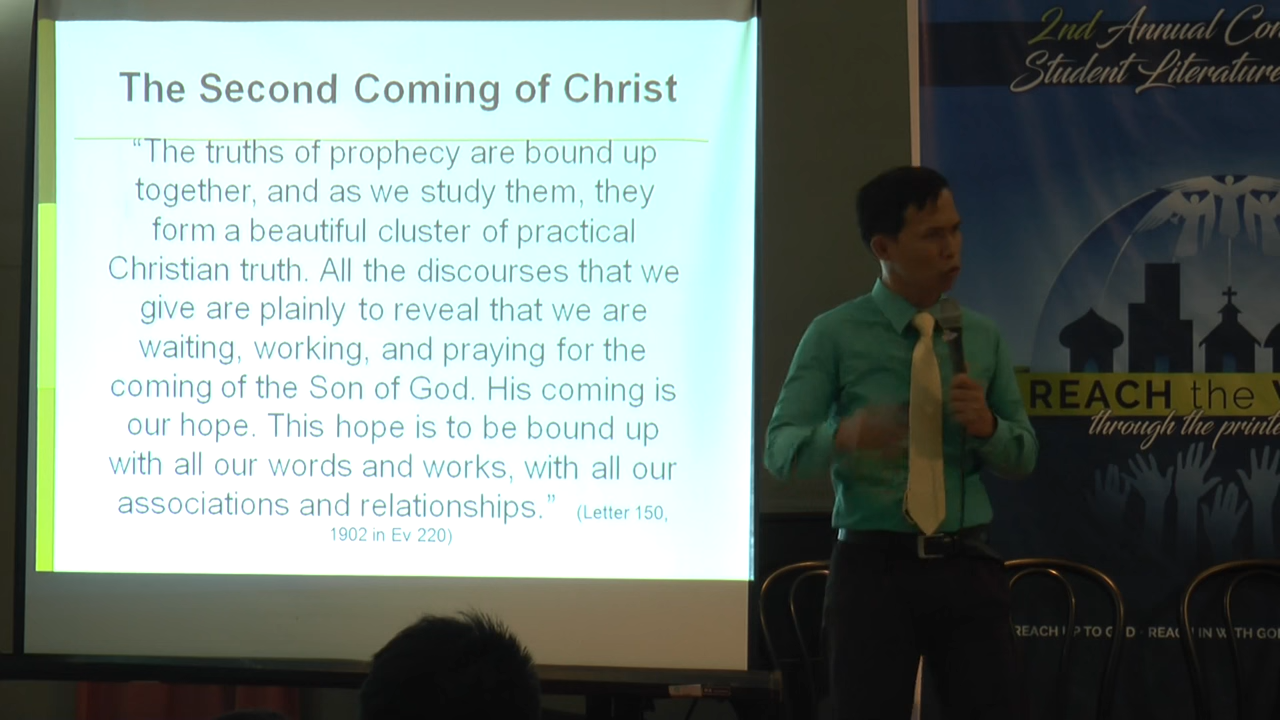 The Second Coming of Christ
“The truths of prophecy are bound up
together, and as we study them, they
form a beautiful cluster of practical
Christian truth. All the discourses that we
give are plainly to reveal that we are
waiting, working, and praying for the
coming of the Son of God. His coming is
our hope. This hope is to be bound up
with all our words and works, with all our
associations and relationships.” (Letter 150,
1902 in Ev 220)
2nd Annual
Student Literature
REACH the
through the
REACH UP TO GOD · REACH IN WITH